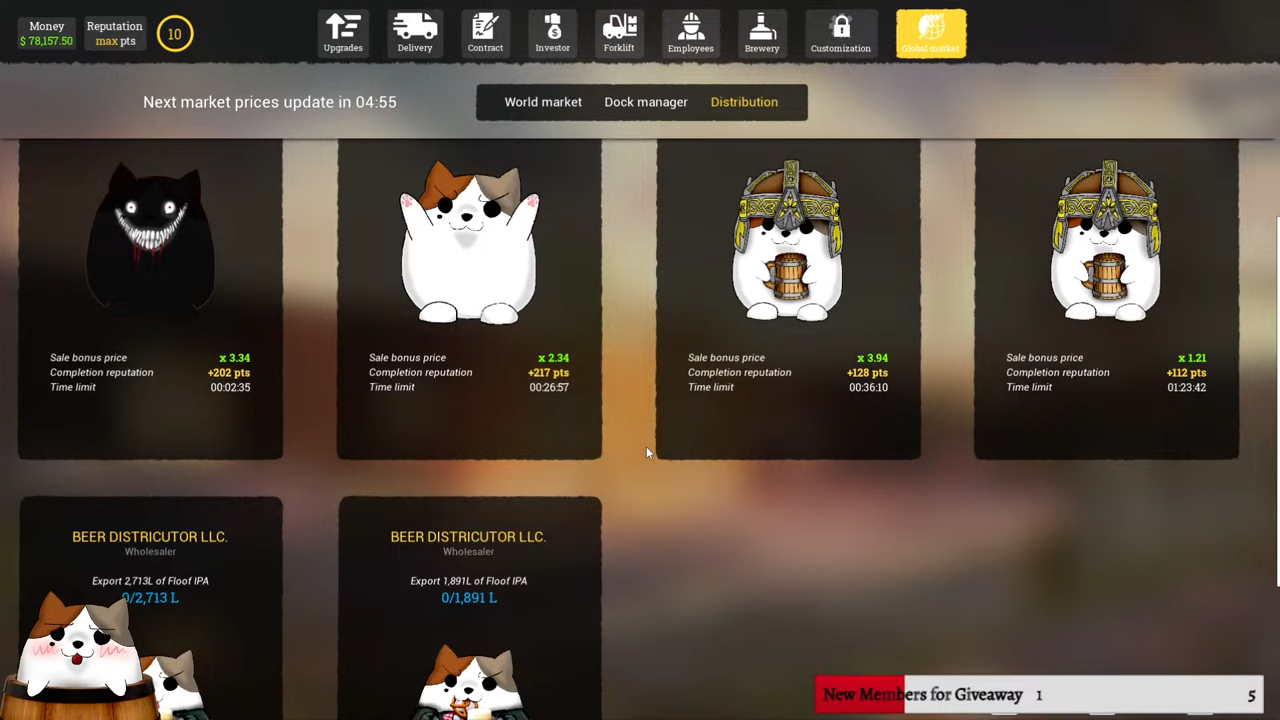 Money
$ 78,157.50
Reputation
max pts
10
Upgrades
Delivery
Contract
Investor
Forklift
Employees
Brewery
Customization
Global market
Next market prices update in 04:55
World market
Dock manager
Distribution
Sale bonus price x 3.34
Completion reputation +202 pts
Time limit 00:02:35
Sale bonus price x 2.34
Completion reputation +217 pts
Time limit 00:26:57
Sale bonus price x 3.94
Completion reputation +128 pts
Time limit 00:36:10
Sale bonus price x 1.21
Completion reputation +112 pts
Time limit 01:23:42
BEER DISTRICUTOR LLC.
Wholesaler
Export 2,713L of Floof IPA
0/2,713 L
BEER DISTRICUTOR LLC.
Wholesaler
Export 1,891L of Floof IPA
0/1,891 L
New Members for Giveaway 1 5